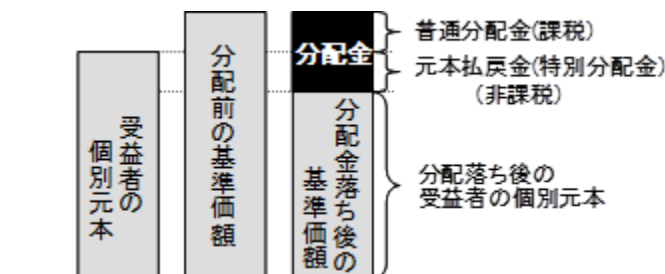 受益者の
個別元本
分配前の基準価額
分配金
分配金落ち後の
基準価額
普通分配金(課税)
元本払戻金(特別分配金)
(非課税)
分配落ち後の
受益者の個別元本